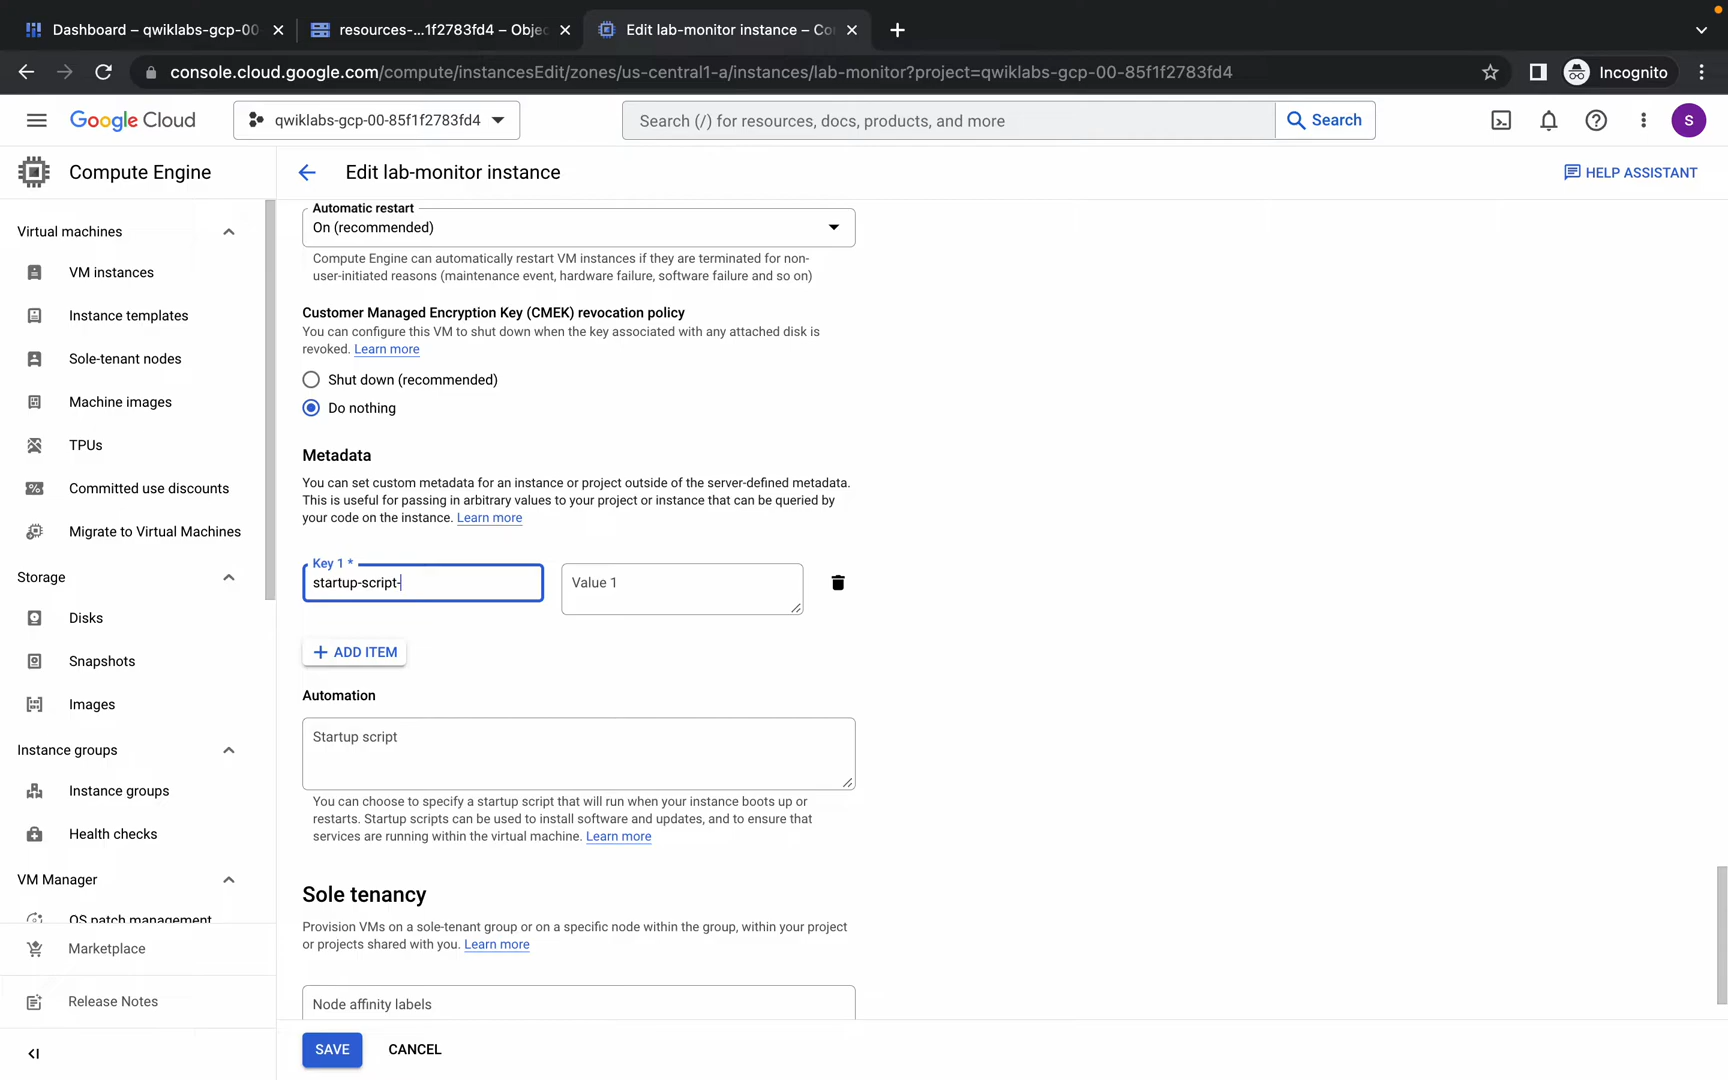 Dashboard – qwiklabs-gcp-00
resources-...1f2783fd4 – Objec
Edit lab-monitor instance – Co
console.cloud.google.com/compute/instancesEdit/zones/us-central1-a/instances/lab-monitor?project=qwiklabs-gcp-00-85f1f2783fd4
Incognito
Google Cloud
qwiklabs-gcp-00-85f1f2783fd4
Search (/) for resources, docs, products, and more
Search
S
Compute Engine
Edit lab-monitor instance
HELP ASSISTANT
Virtual machines
VM instances
Instance templates
Sole-tenant nodes
Machine images
TPUs
Committed use discounts
Migrate to Virtual Machines
Storage
Disks
Snapshots
Images
Instance groups
Instance groups
Health checks
VM Manager
OS patch management
Marketplace
Release Notes
Automatic restart
On (recommended)
Compute Engine can automatically restart VM instances if they are terminated for non-
user-initiated reasons (maintenance event, hardware failure, software failure and so on)
Customer Managed Encryption Key (CMEK) revocation policy
You can configure this VM to shut down when the key associated with any attached disk is
revoked. Learn more
Shut down (recommended)
Do nothing
Metadata
You can set custom metadata for an instance or project outside of the server-defined metadata.
This is useful for passing in arbitrary values to your project or instance that can be queried by
your code on the instance. Learn more
Key 1 *
startup-script-
Value 1
ADD ITEM
Automation
Startup script
You can choose to specify a startup script that will run when your instance boots up or
restarts. Startup scripts can be used to install software and updates, and to ensure that
services are running within the virtual machine. Learn more
Sole tenancy
Provision VMs on a sole-tenant group or on a specific node within the group, within your project
or projects shared with you. Learn more
Node affinity labels
SAVE
CANCEL